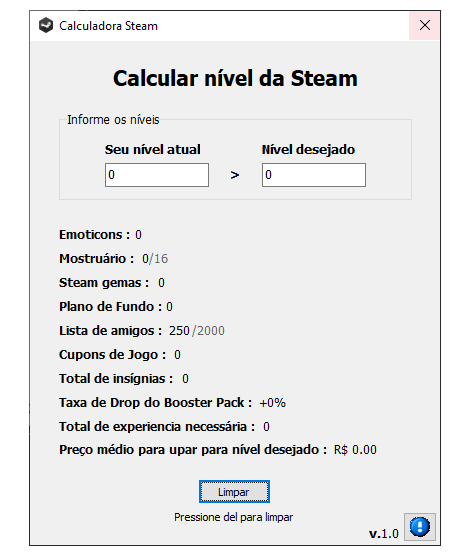 Calculadora Steam
Calcular nível da Steam
Informe os níveis
Seu nível atual Nível desejado
0 > 0
Emoticons : 0
Mostruário : 0/16
Steam gemas : 0
Plano de Fundo : 0
Lista de amigos : 250/2000
Cupons de Jogo : 0
Total de insígnias : 0
Taxa de Drop do Booster Pack : +0%
Total de experiencia necessária : 0
Preço médio para upar para nível desejado : R$ 0.00
Limpar
Pressione del para limpar
v.1.0